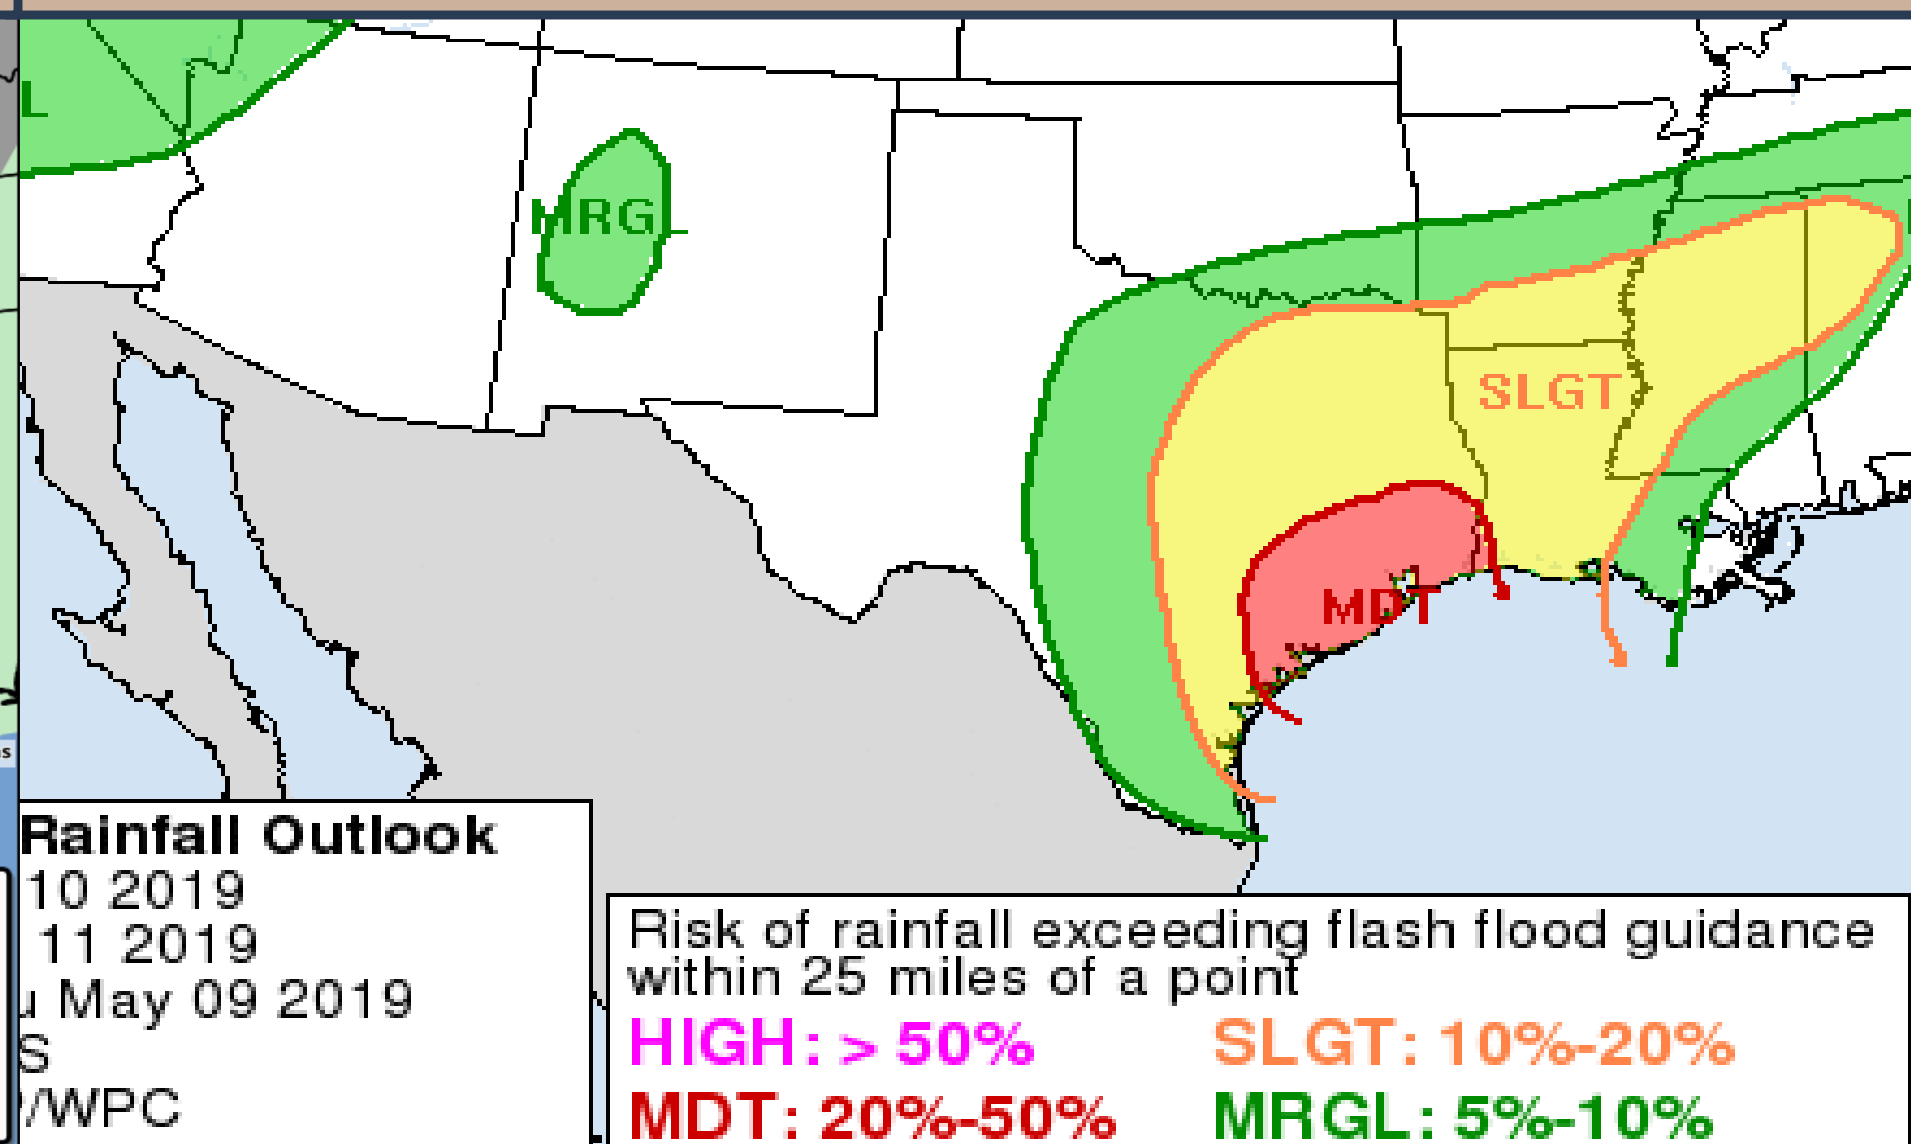 L
MRGL
SLGT
MDT
Rainfall Outlook
10 2019
11 2019
u May 09 2019
S
/WPC
s
Risk of rainfall exceeding flash flood guidance
within 25 miles of a point
HIGH: > 50%
SLGT: 10%-20%
MDT: 20%-50%
MRGL: 5%-10%